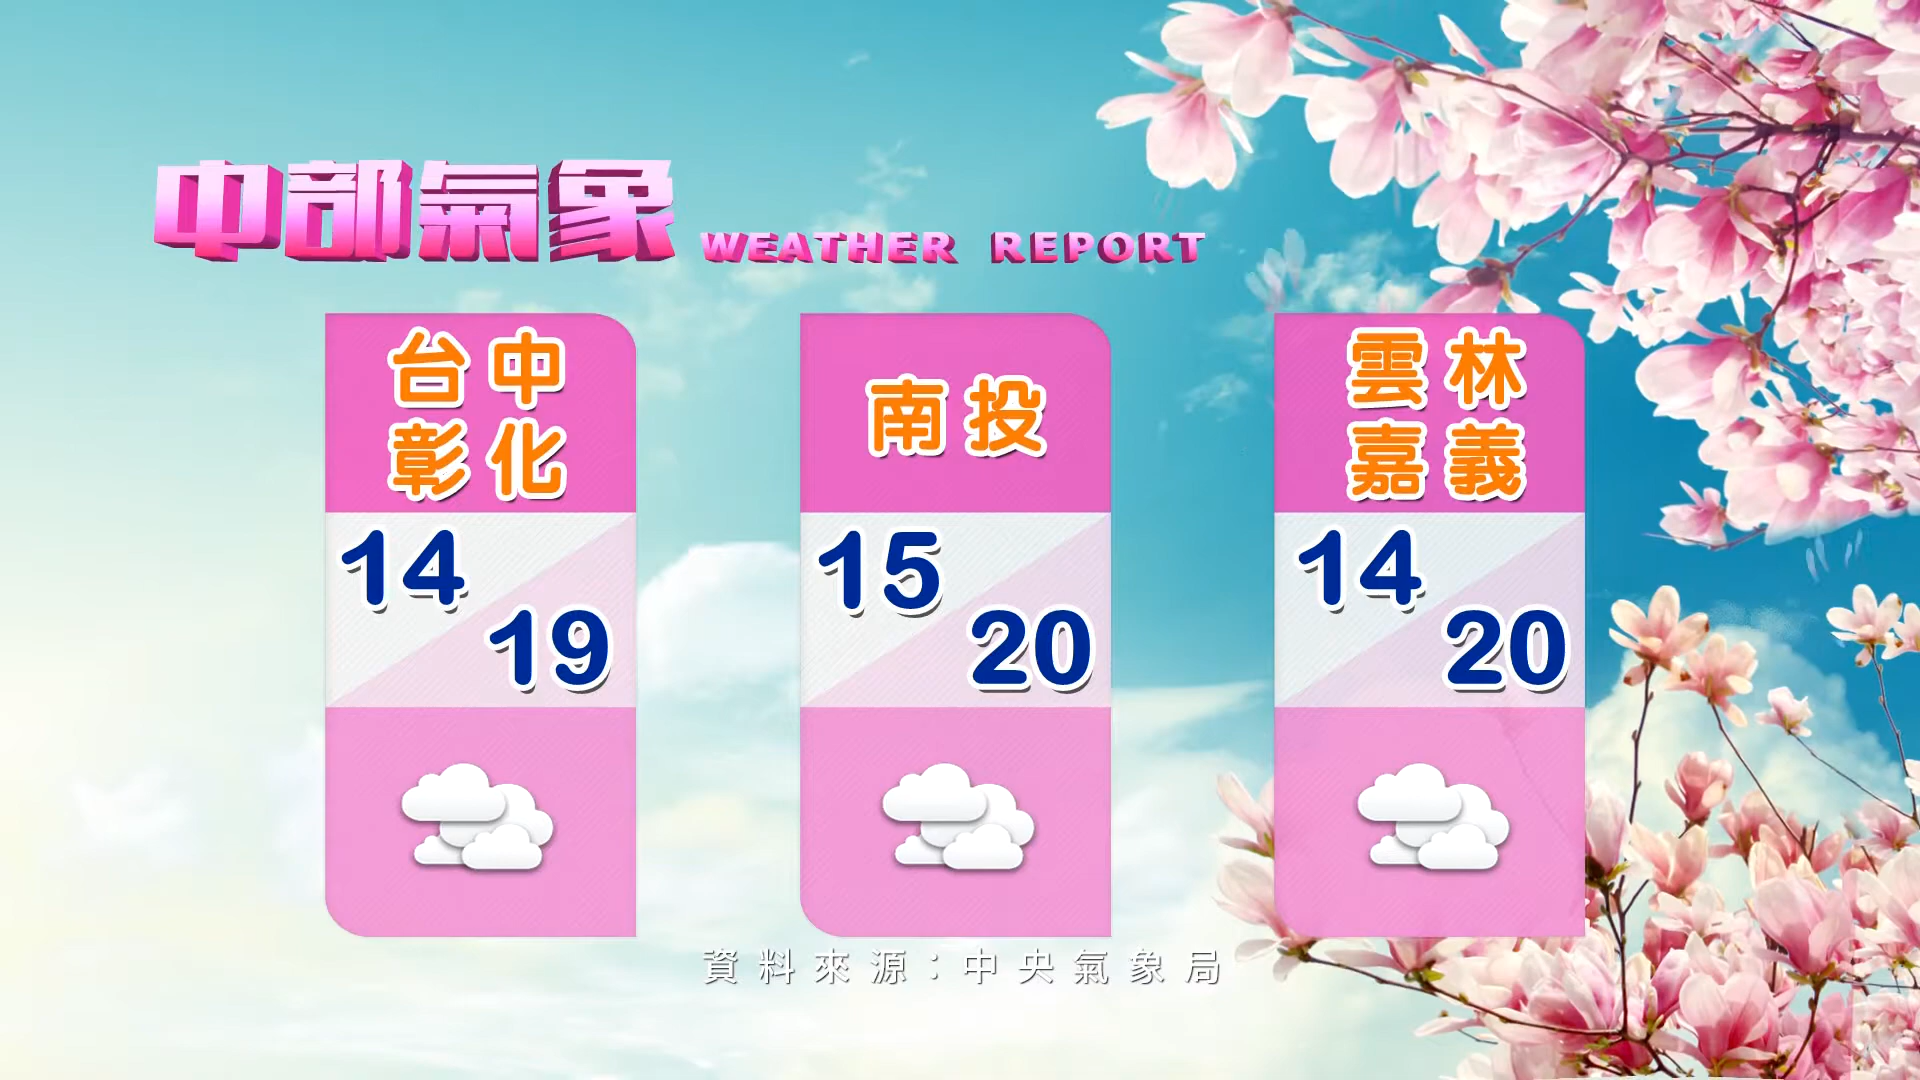 中部氣象 WEATHER REPORT
台中
彰化
14
19
南投
15
20
雲林
嘉義
14
20
資料來源：中央氣象局